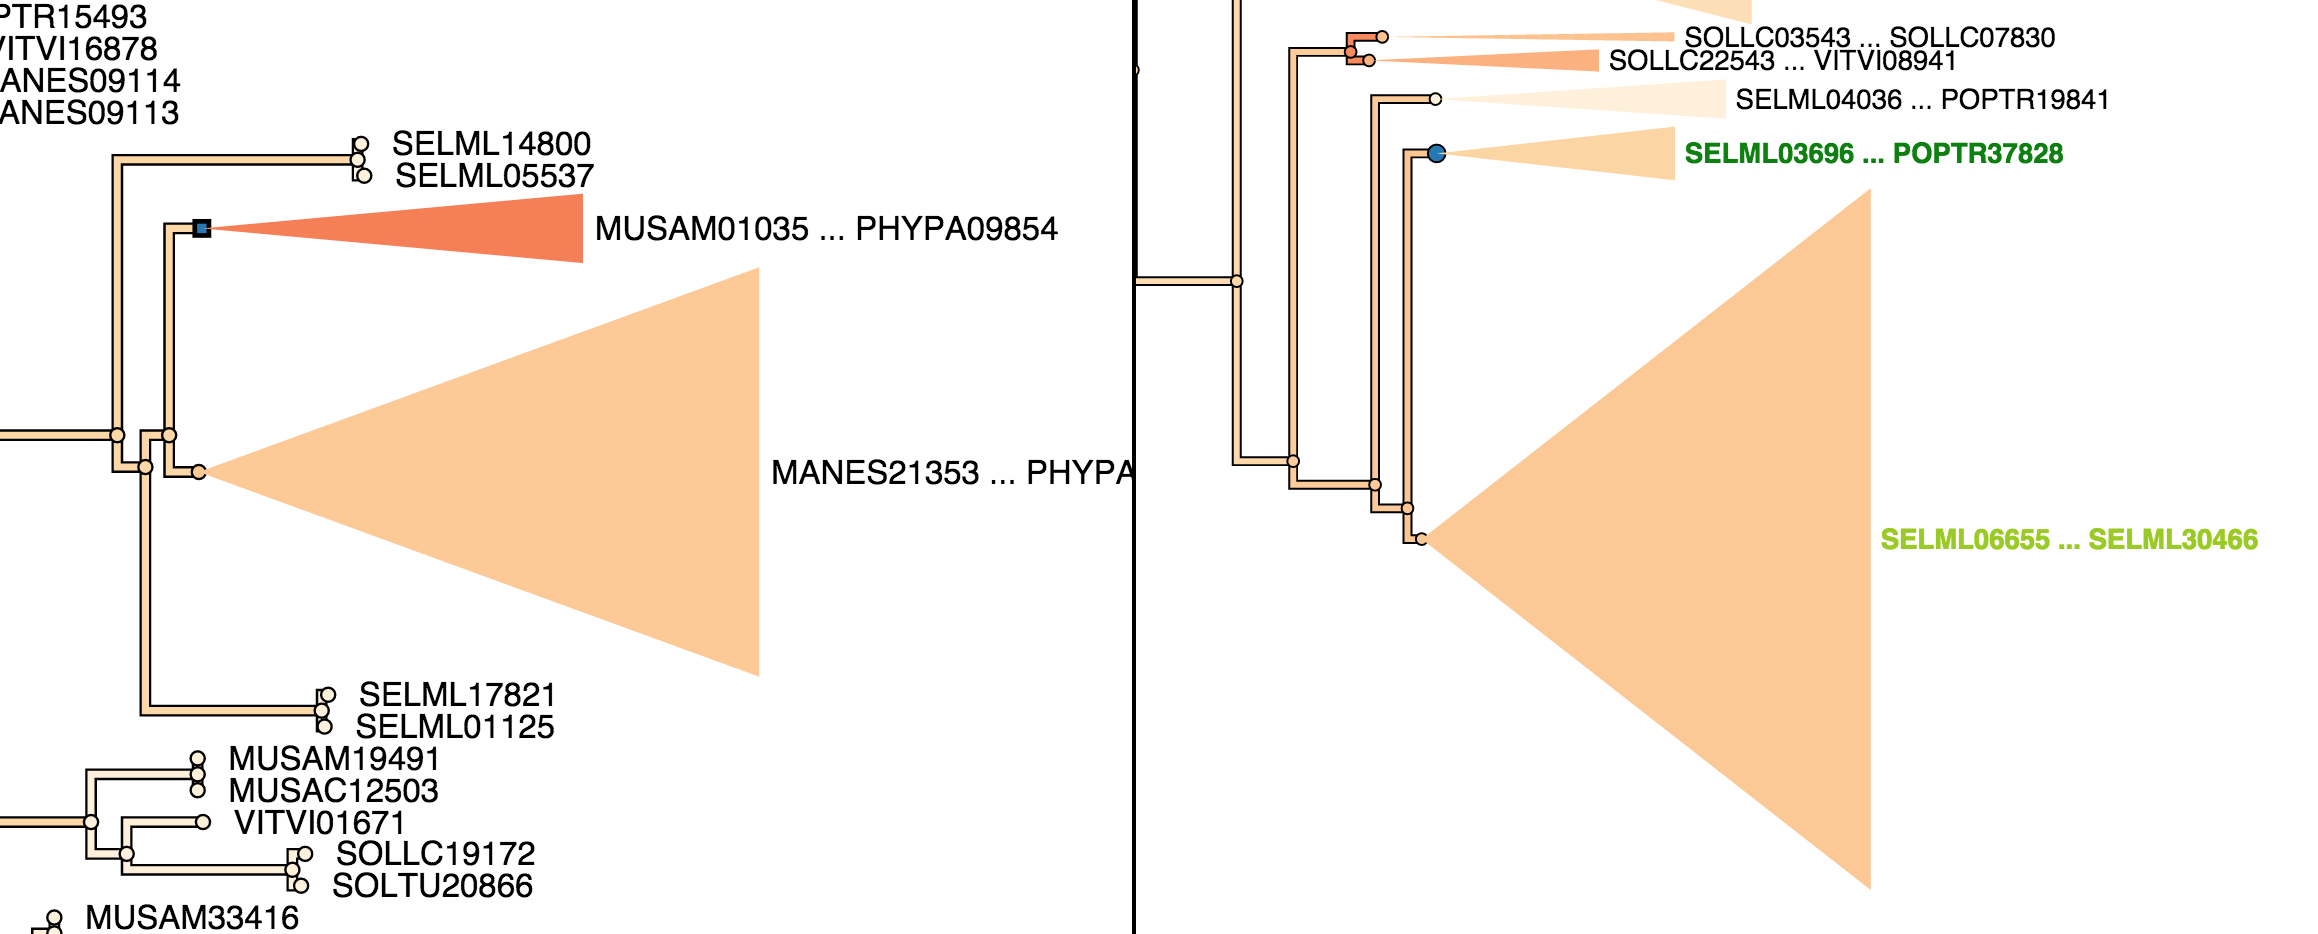 PTR15493
VITVI16878
ANES09114
ANES09113
SELML14800
SELML05537
MUSAM01035 ... PHYPA09854
MANES21353 ... PHYPA
SELML17821
SELML01125
MUSAM19491
MUSAC12503
VITVI01671
SOLLC19172
SOLTU20866
MUSAM33416
SOLLC03543 ... SOLLC07830
SOLLC22543 ... VITVI08941
SELML04036 ... POPTR19841
SELML03696 ... POPTR37828
SELML06655 ... SELML30466